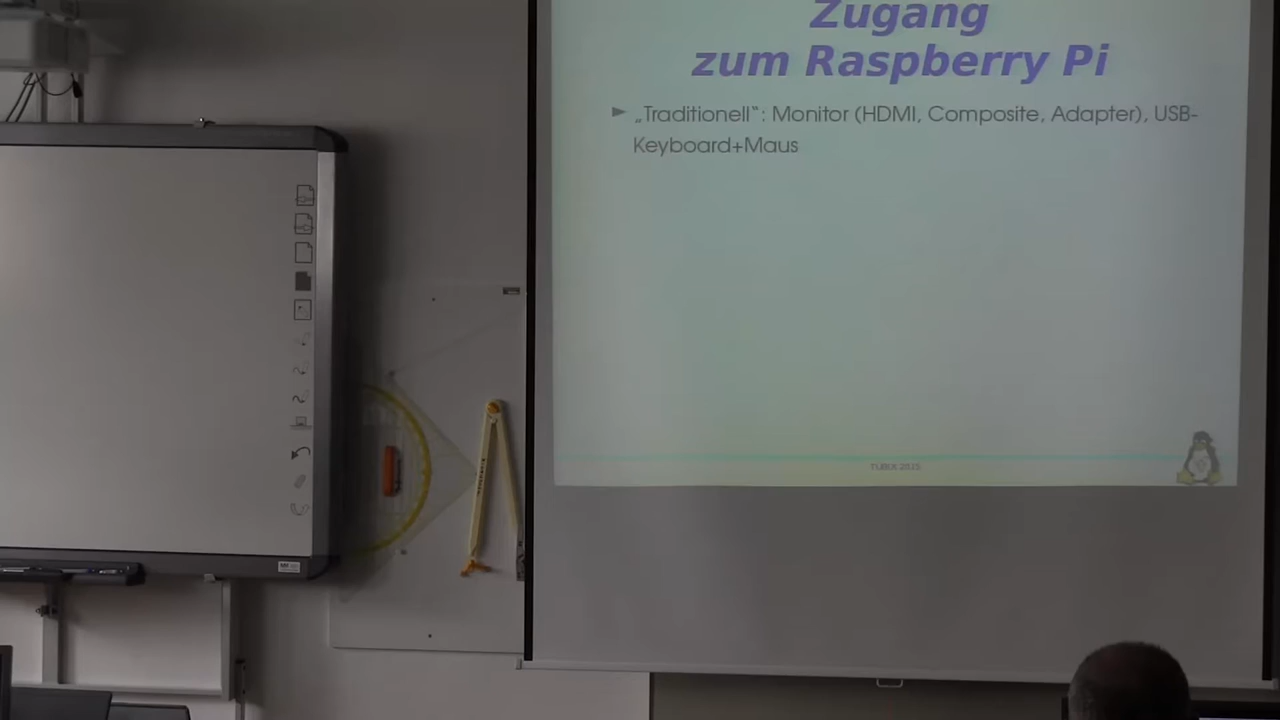 Zugang
zum Raspberry Pi
„Traditionell“: Monitor (HDMI, Composite, Adapter), USB-
Keyboard+Maus